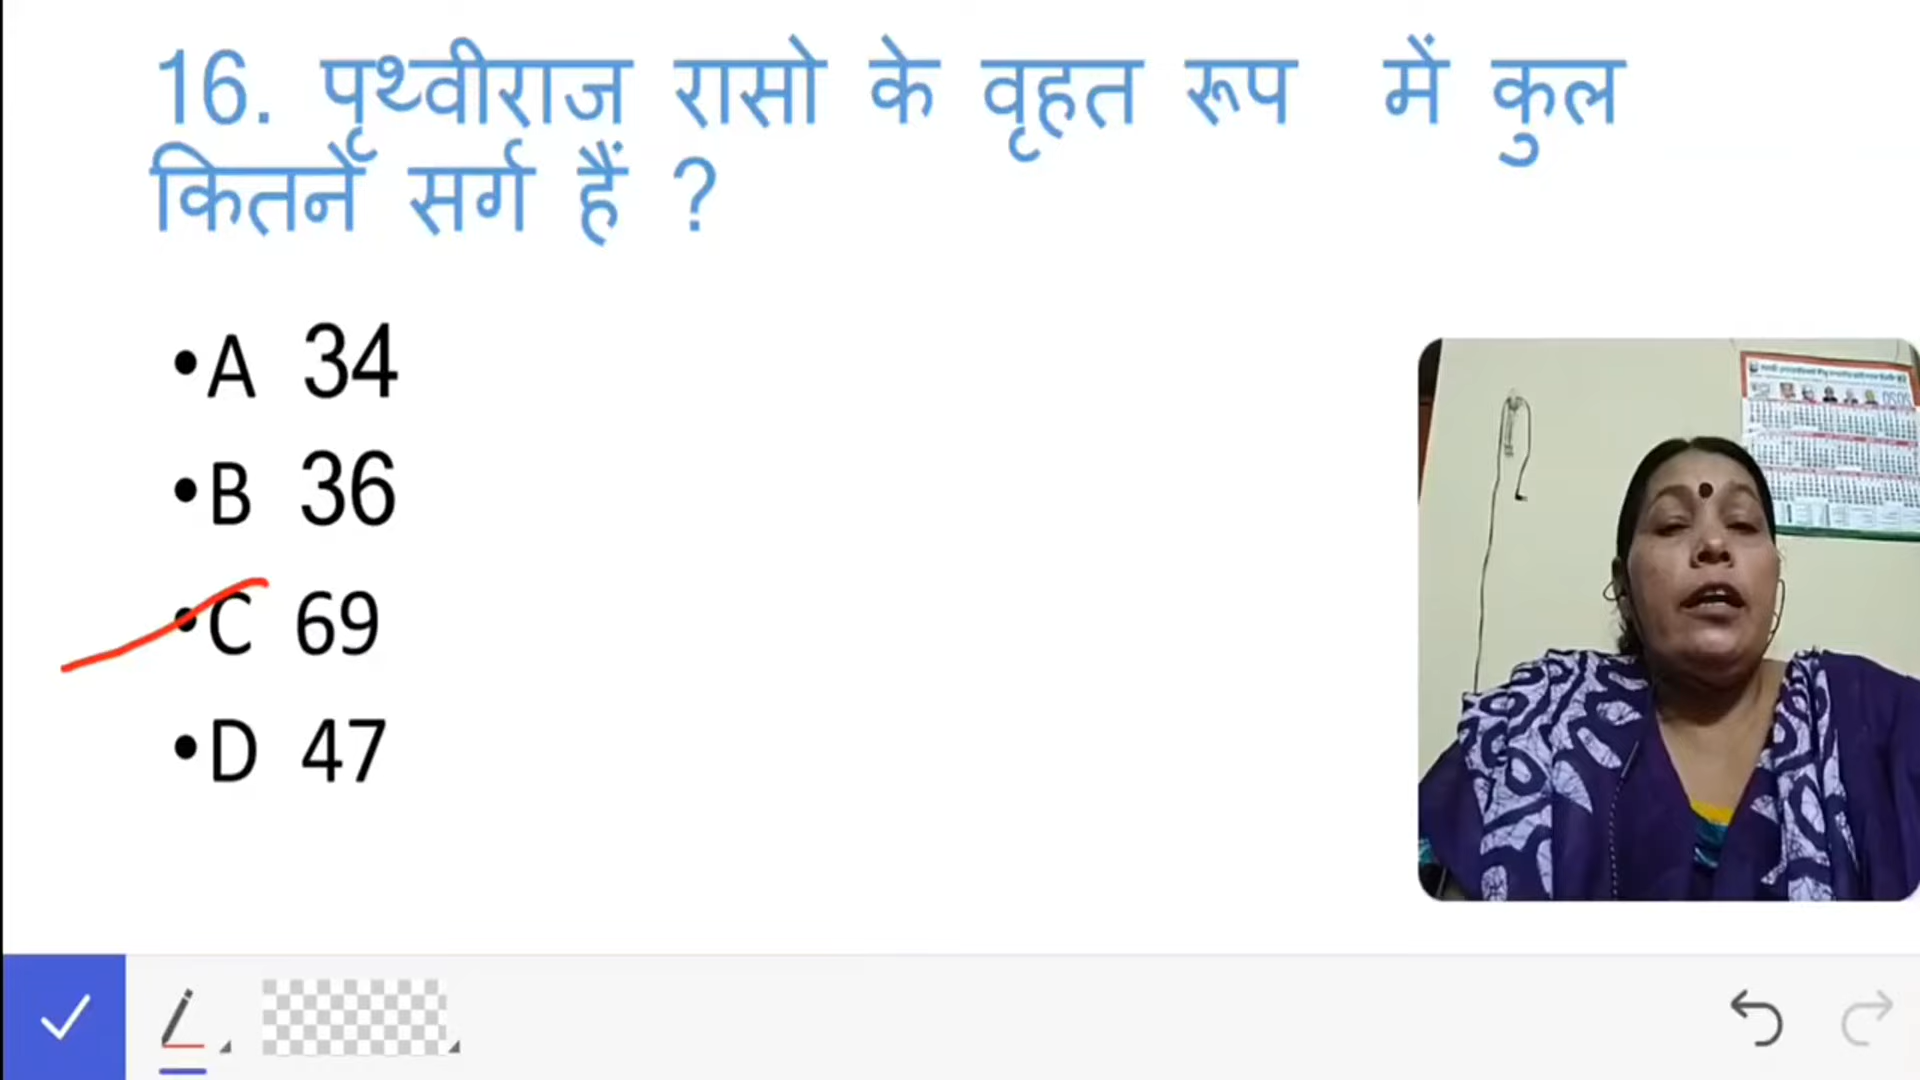 16. पृथ्वीराज रासो के वृहत रूप में कुल
कितने सर्ग हैं ?
•A 34
•B 36
•C 69
•D 47